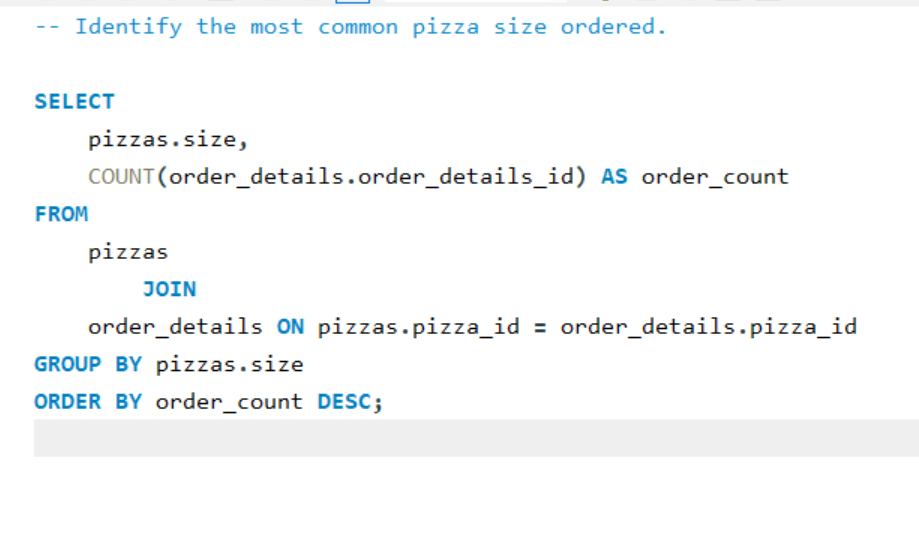 -- Identify the most common pizza size ordered.
SELECT
pizzas.size,
COUNT(order_details.order_details_id) AS order_count
FROM
pizzas
JOIN
order_details ON pizzas.pizza_id = order_details.pizza_id
GROUP BY pizzas.size
ORDER BY order_count DESC;